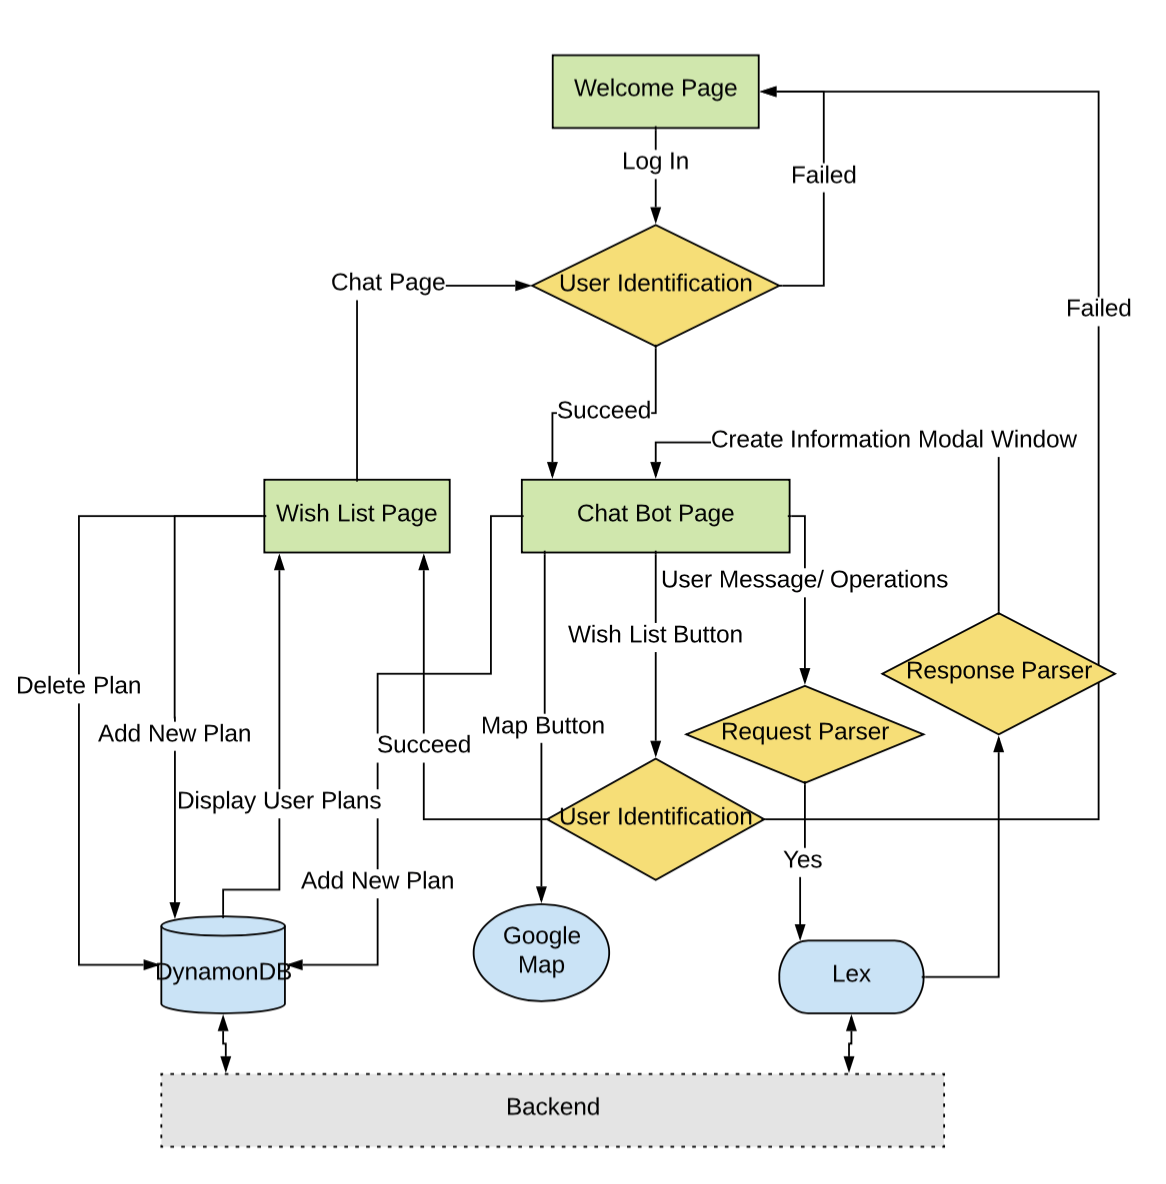 Welcome Page
Log In
Failed
Chat Page
User Identification
Failed
Succeed
Create Information Modal Window
Wish List Page
Chat Bot Page
User Message/ Operations
Wish List Button
Response Parser
Delete Plan
Add New Plan
Map Button
Request Parser
Succeed
Display User Plans
User Identification
Yes
Add New Plan
Google
Map
DynamonDB
Lex
Backend